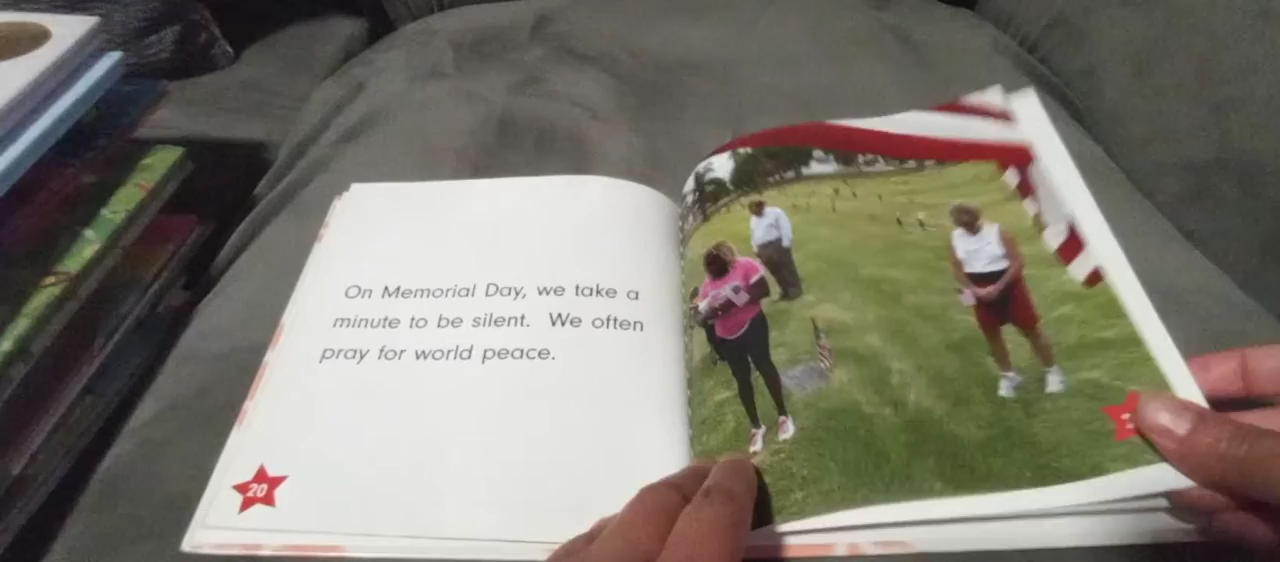 On Memorial Day, we take a
minute to be silent. We often
pray for world peace.
20